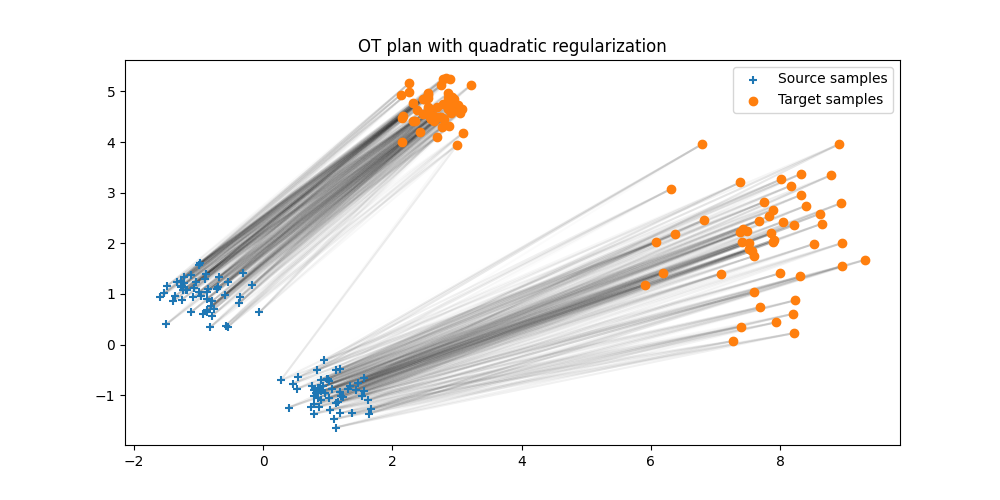 OT plan with quadratic regularization
Source samples
Target samples
5
4
3
2
1
0
−1
−2 0 2 4 6 8